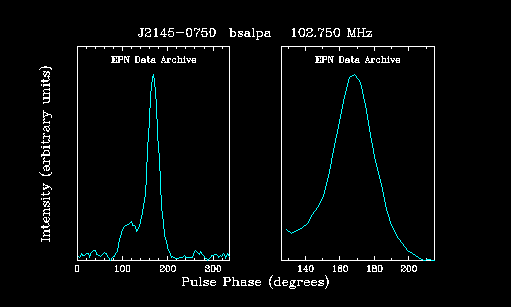 J2145-0750 bsalpa 102.750 MHz
EPN Data Archive
EPN Data Archive
Intensity (arbitrary units)
0 100 200 300
140 160 180 200
Pulse Phase (degrees)